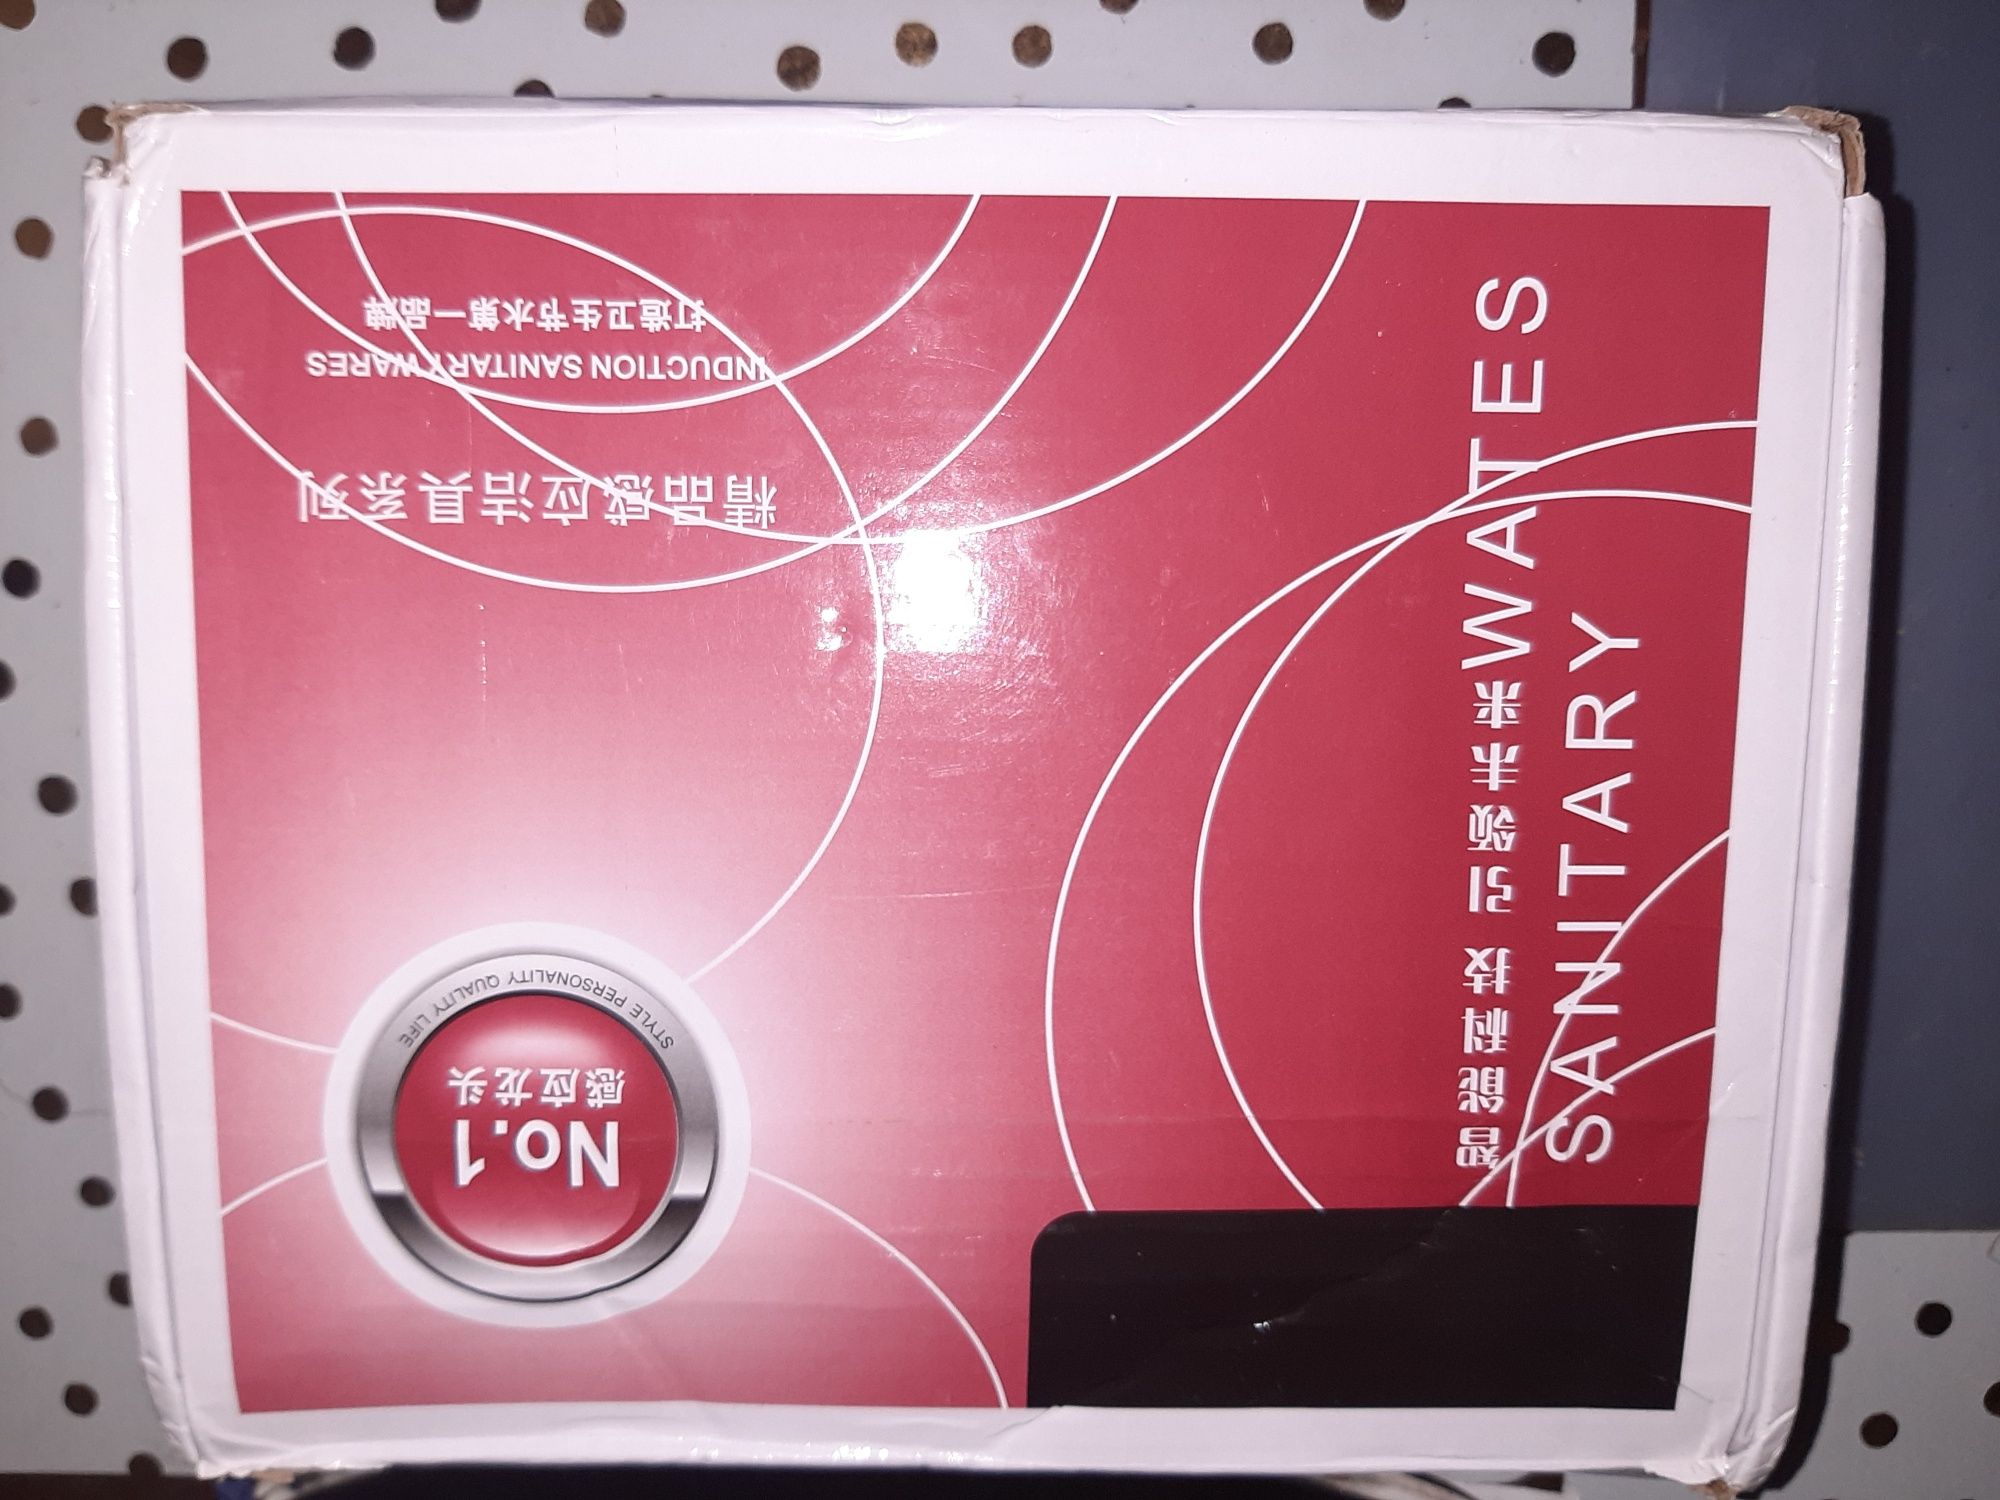 STYLE PERSONALITY QUALITY LIFE
No.1
感应龙头
精品感应洁具系列
INDUCTION SANITARY WARES
打造卫生节水第一品牌
智能科技 引领未来
WATES
SANITARY